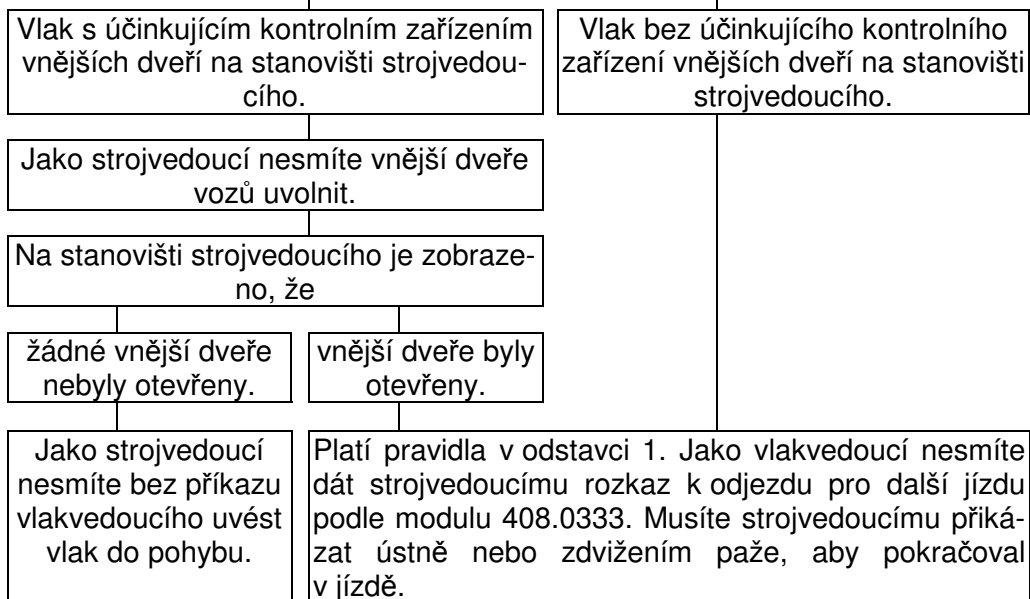 Vlak s účinkujícím kontrolním zařízením
vnějších dveří na stanovišti strojvedou-
cího.
Vlak bez účinkujícího kontrolního
zařízení vnějších dveří na stanovišti
strojvedoucího.
Jako strojvedoucí nesmíte vnější dveře
vozů uvolnit.
Na stanovišti strojvedoucího je zobraze-
no, že
žádné vnější dveře
nebyly otevřeny.
vnější dveře byly
otevřeny.
Jako strojvedoucí
nesmíte bez příkazu
vlakvedoucího uvést
vlak do pohybu.
Platí pravidla v odstavci 1. Jako vlakvedoucí nesmíte
dát strojvedoucímu rozkaz k odjezdu pro další jízdu
podle modulu 408.0333. Musíte strojvedoucímu přiká-
zat ústně nebo zdvižením paže, aby pokračoval
v jízdě.